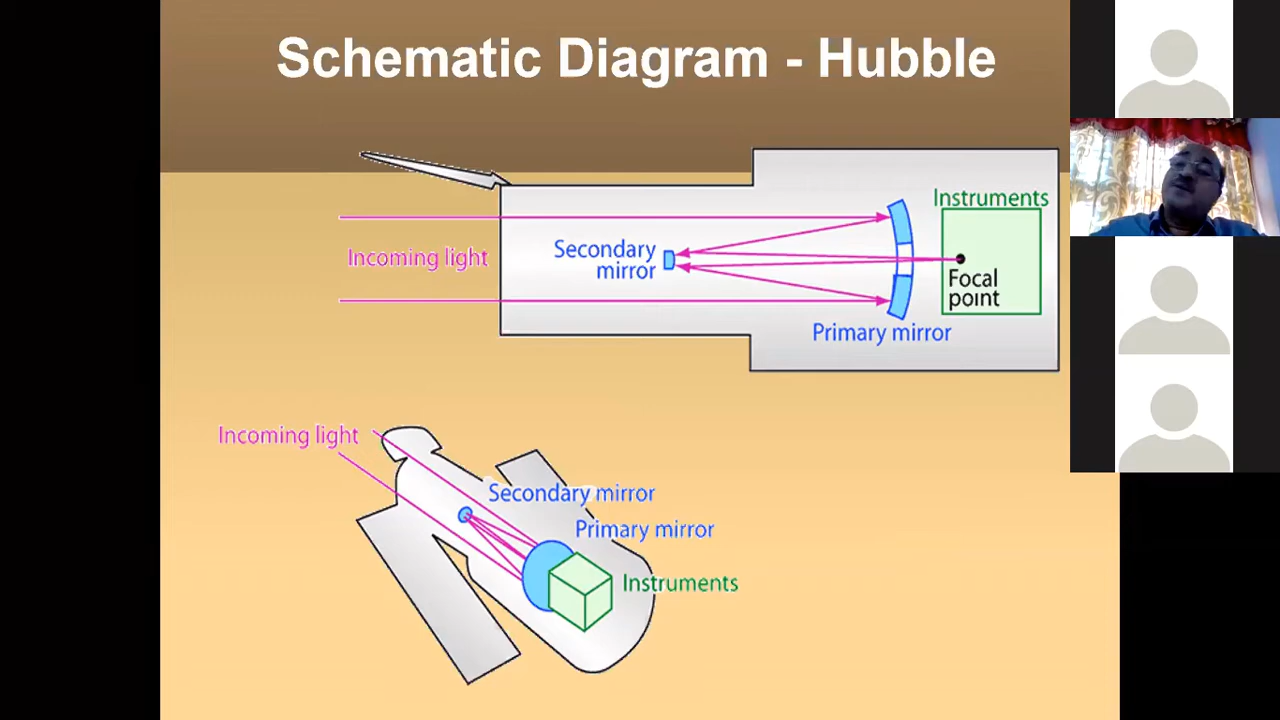 Schematic Diagram - Hubble
Instruments
Secondary
mirror
Incoming light
Focal
point
Primary mirror
Incoming light
Secondary mirror
Primary mirror
Instruments